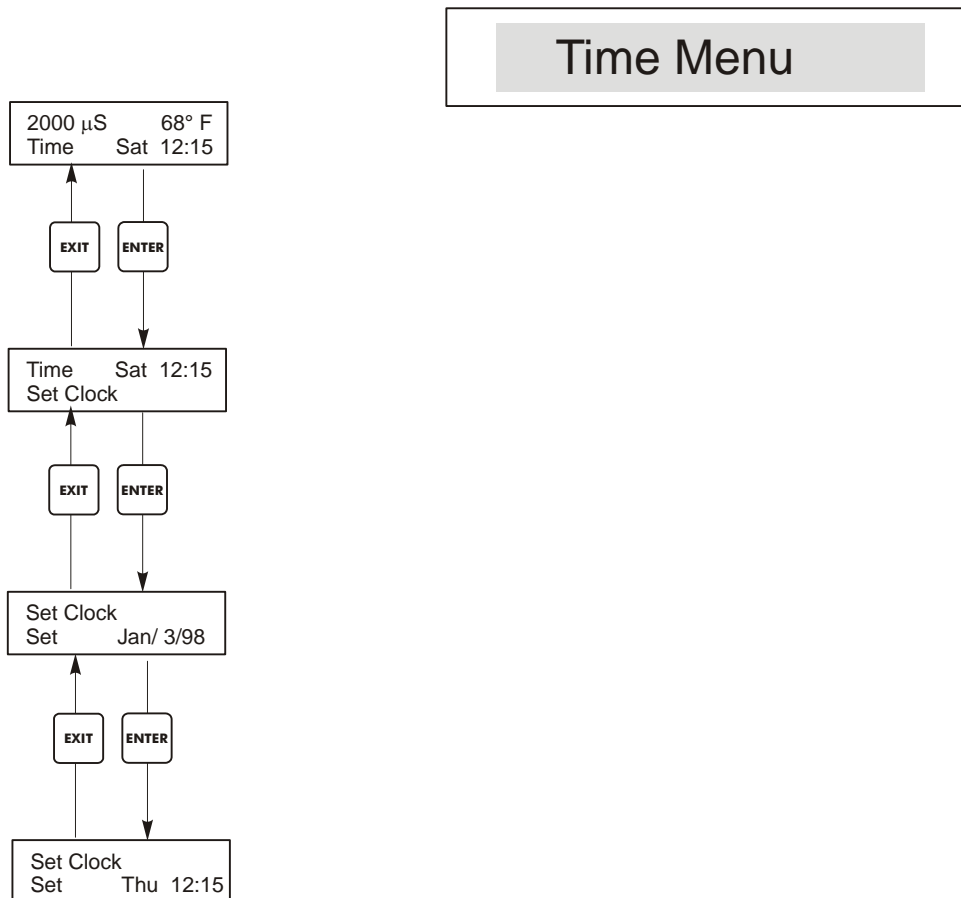 Time Menu
2000 µS 68° F
Time Sat 12:15
EXIT ENTER
Time Sat 12:15
Set Clock
EXIT ENTER
Set Clock
Set Jan/ 3/98
EXIT ENTER
Set Clock
Set Thu 12:15